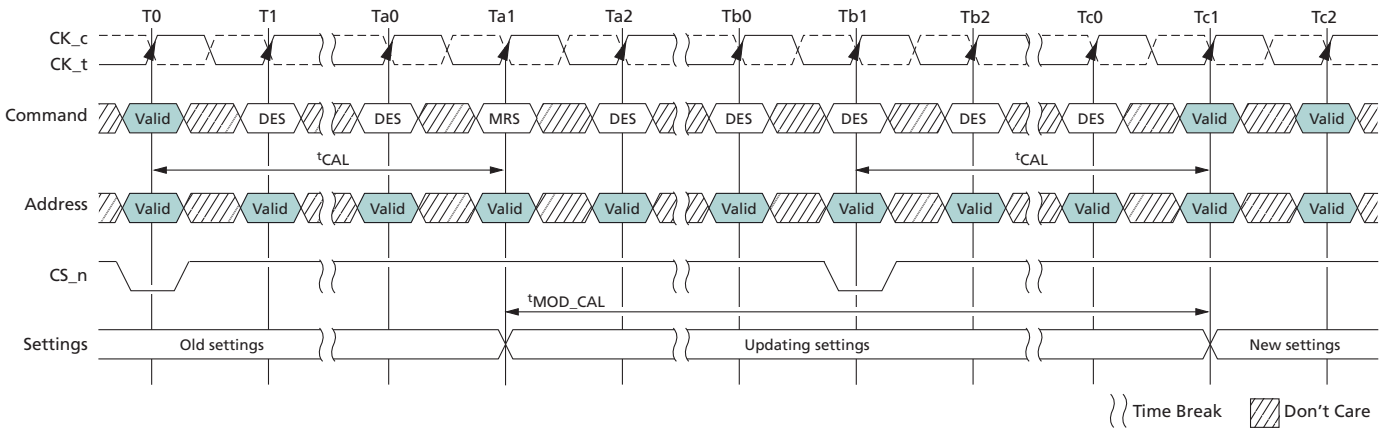 T0 T1 Ta0 Ta1 Ta2 Tb0 Tb1 Tb2 Tc0 Tc1 Tc2
CK_c
CK_t
Command Valid DES DES MRS DES DES DES DES DES Valid Valid
tCAL tCAL
Address Valid Valid Valid Valid Valid Valid Valid Valid Valid Valid Valid
CS_n
tMOD_CAL
Settings Old settings Updating settings New settings
Time Break Don't Care